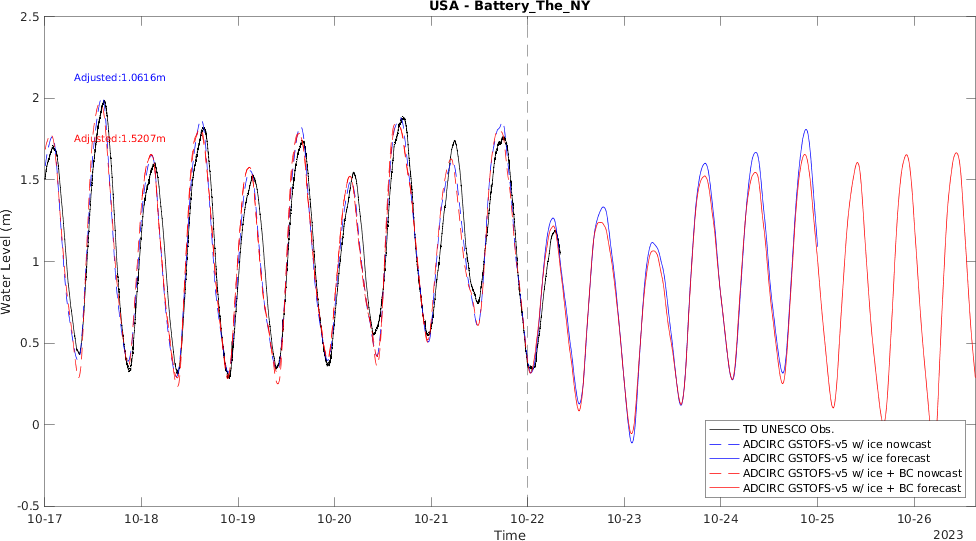 USA - Battery_The_NY
2.5
Adjusted:1.0616m
2
Adjusted:1.5207m
1.5
Water Level (m)
1
0.5
0
-0.5
TD UNESCO Obs.
ADCIRC GSTOFS-v5 w/ ice nowcast
ADCIRC GSTOFS-v5 w/ ice forecast
ADCIRC GSTOFS-v5 w/ ice + BC nowcast
ADCIRC GSTOFS-v5 w/ ice + BC forecast
10-17 10-18 10-19 10-20 10-21 10-22 10-23 10-24 10-25 10-26
Time
2023